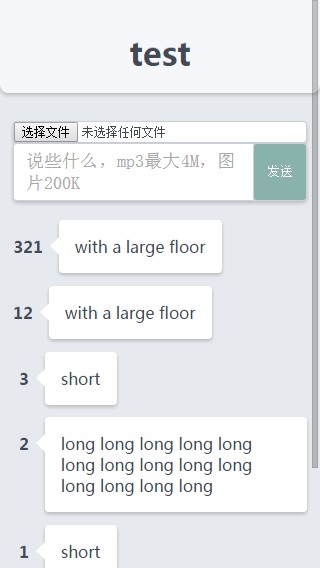 test
选择文件 未选择任何文件
说些什么，mp3最大4M，图
片200K
发送
321 with a large floor
12 with a large floor
3 short
2 long long long long long
long long long long long
long long long long
1 short